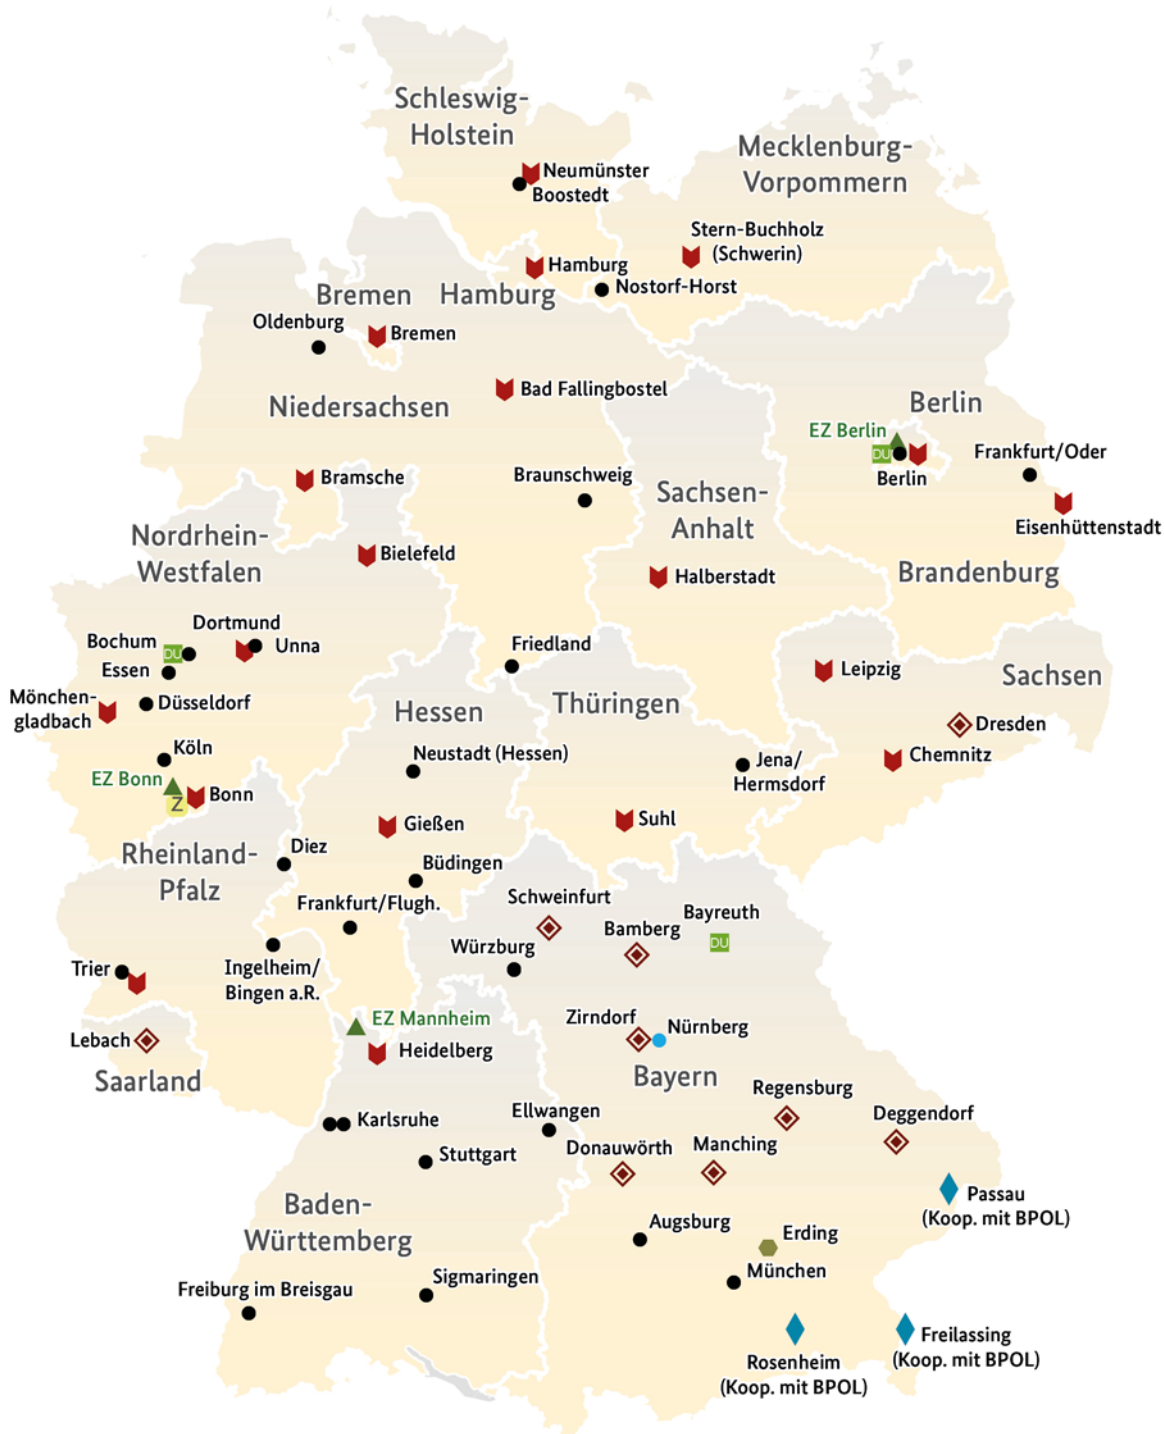 Schleswig-
Holstein
Mecklenburg-
Vorpommern
Neumünster
Boostedt
Stern-Buchholz
(Schwerin)
Hamburg
Nostorf-Horst
Bremen
Hamburg
Oldenburg
Bremen
Bad Fallingbostel
Niedersachsen
Berlin
EZ Berlin
DU
Berlin
Frankfurt/Oder
Eisenhüttenstadt
Bramsche
Braunschweig
Sachsen-
Anhalt
Nordrhein-
Westfalen
Bielefeld
Halberstadt
Brandenburg
Dortmund
Bochum
DU
Unna
Essen
Friedland
Leipzig
Sachsen
Mönchen-
gladbach
Düsseldorf
Hessen
Thüringen
Dresden
Köln
Neustadt (Hessen)
Jena/
Hermsdorf
Chemnitz
EZ Bonn
Z
Bonn
Gießen
Suhl
Rheinland-
Pfalz
Diez
Büdingen
Frankfurt/Flugh.
Schweinfurt
Bamberg
Bayreuth
DU
Würzburg
Trier
Ingelheim/
Bingen a.R.
EZ Mannheim
Zirndorf
Nürnberg
Lebach
Heidelberg
Saarland
Bayern
Karlsruhe
Ellwangen
Regensburg
Deggendorf
Stuttgart
Donauwörth
Manching
Baden-
Württemberg
Passau
(Koop. mit BPOL)
Augsburg
Erding
München
Freiburg im Breisgau
Sigmaringen
Rosenheim
(Koop. mit BPOL)
Freilassing
(Koop. mit BPOL)